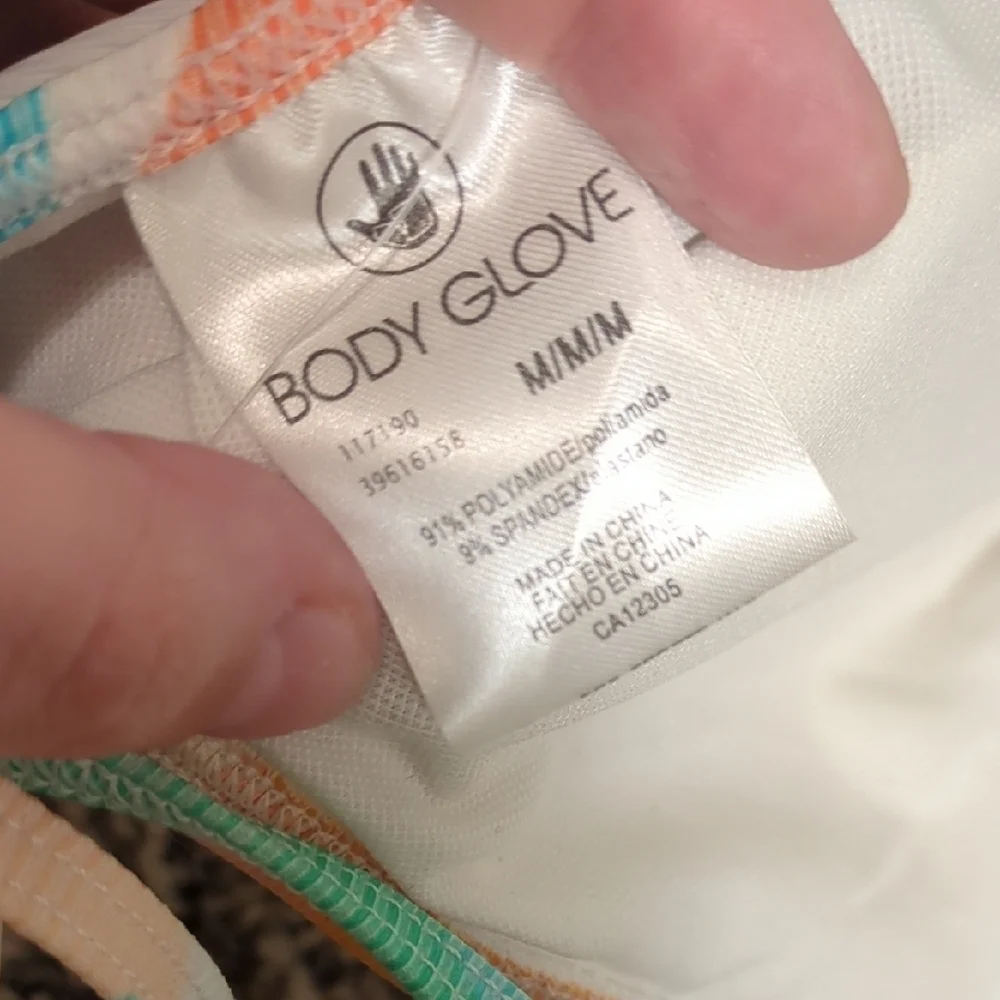 BODY GLOVE
M/M/M
117190
39616158
91% POLYAMIDE/poliamida
9% SPANDEX/elastano
MADE IN CHINA
FAIT EN CHINE
HECHO EN CHINA
CA12305